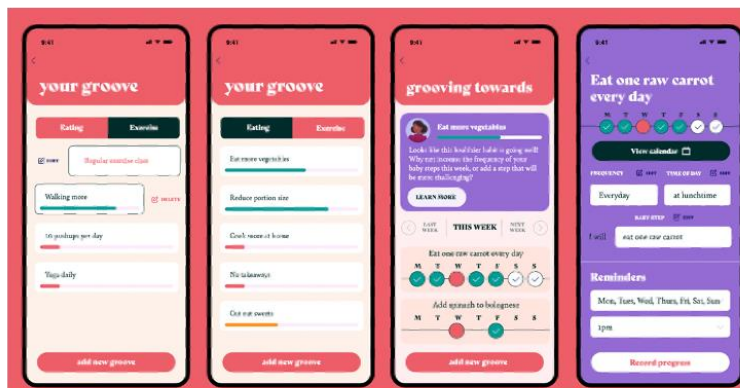 9:41
your groove
Eating
Exercise
EDIT
Regular exercise class
Walking more
DELETE
10 pushups per day
Yoga daily
add new groove
9:41
your groove
Eating
Exercise
Eat more vegetables
Reduce portion size
Cook more at home
No takeaways
Cut out sweets
add new groove
9:41
grooving towards
Eat more vegetables
Looks like this healthier habit is going well!
Why not increase the frequency of your
baby steps this week, or add a step that will
be more challenging?
LEARN MORE
LAST WEEK
THIS WEEK
NEXT WEEK
Eat one raw carrot every day
M T W T F S S
Add spinach to bolognese
M T W T F S S
add new groove
9:41
Eat one raw carrot
every day
M T W T F S S
View calendar
FREQUENCY EDIT TIME OF DAY EDIT
Everyday at lunchtime
BABY STEP EDIT
I will eat one raw carrot
Reminders
Mon, Tues, Wed, Thurs, Fri, Sat, Sun
1pm
Record progress